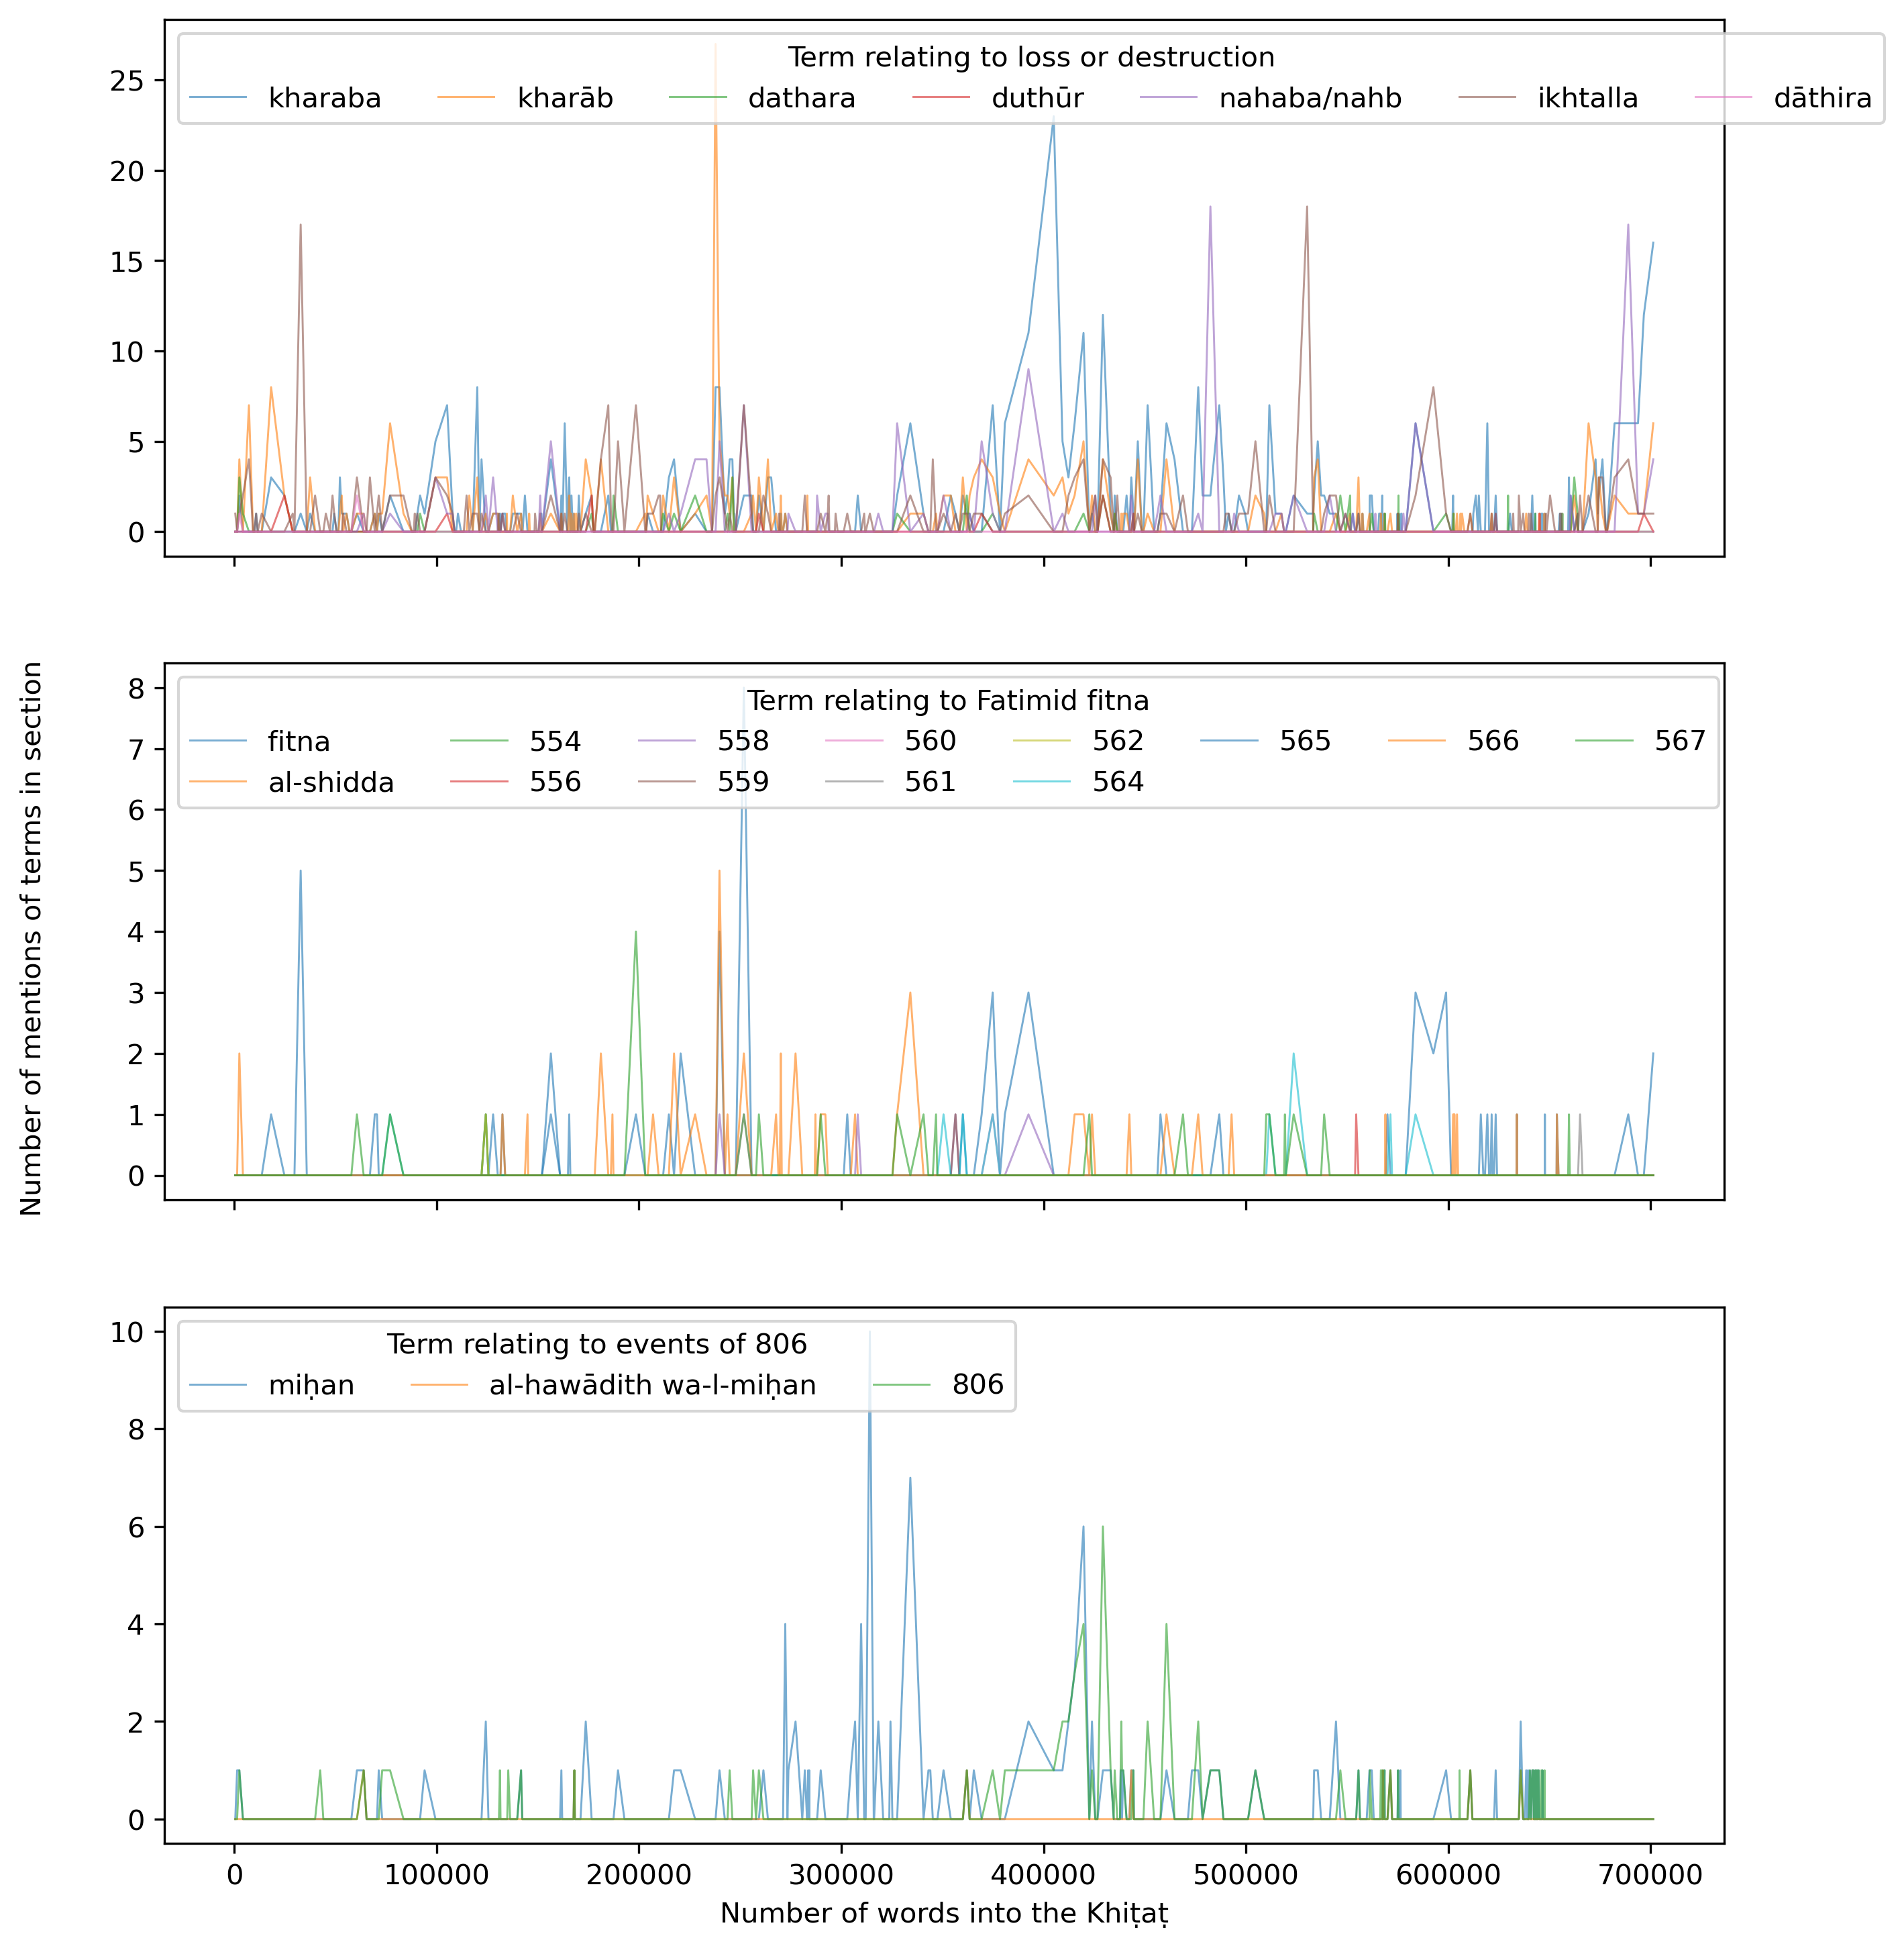 Term relating to loss or destruction
kharaba kharāb dathara duthūr nahaba/nahb ikhtalla dāthira
25
20
15
10
5
0
Number of mentions of terms in section
Term relating to Fatimid fitna
fitna 554 558 560 562 565 566 567
al-shidda 556 559 561 564
8
7
6
5
4
3
2
1
0
Term relating to events of 806
miḥan al-hawādith wa-l-miḥan 806
10
8
6
4
2
0
0 100000 200000 300000 400000 500000 600000 700000
Number of words into the Khiṭaṭ